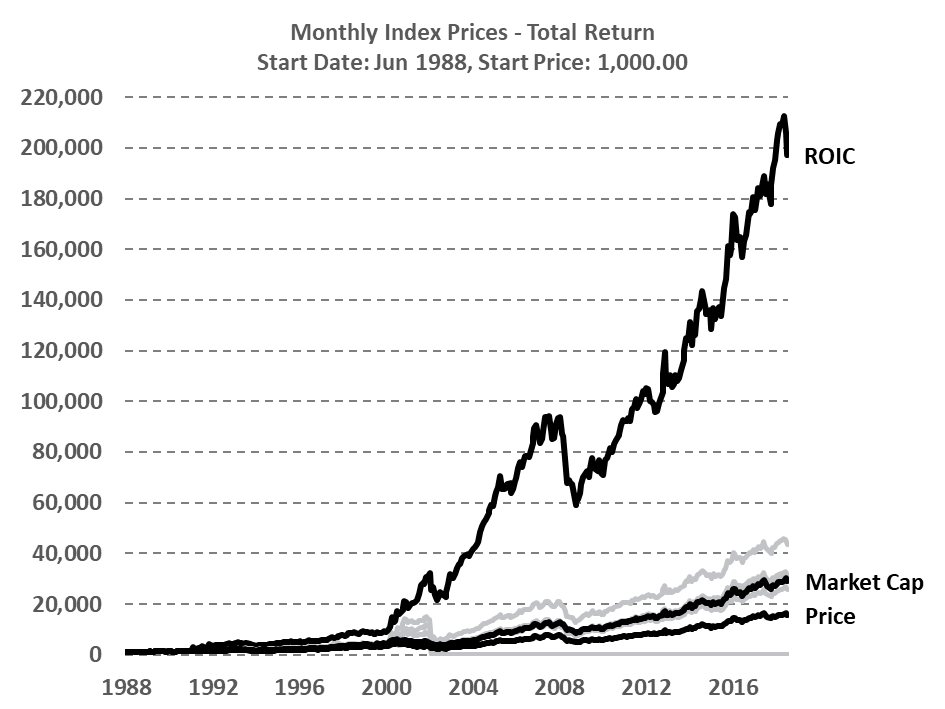 Monthly Index Prices - Total Return
Start Date: Jun 1988, Start Price: 1,000.00
220,000
200,000
180,000
160,000
140,000
120,000
100,000
80,000
60,000
40,000
20,000
0
ROIC
Market Cap
Price
1988 1992 1996 2000 2004 2008 2012 2016